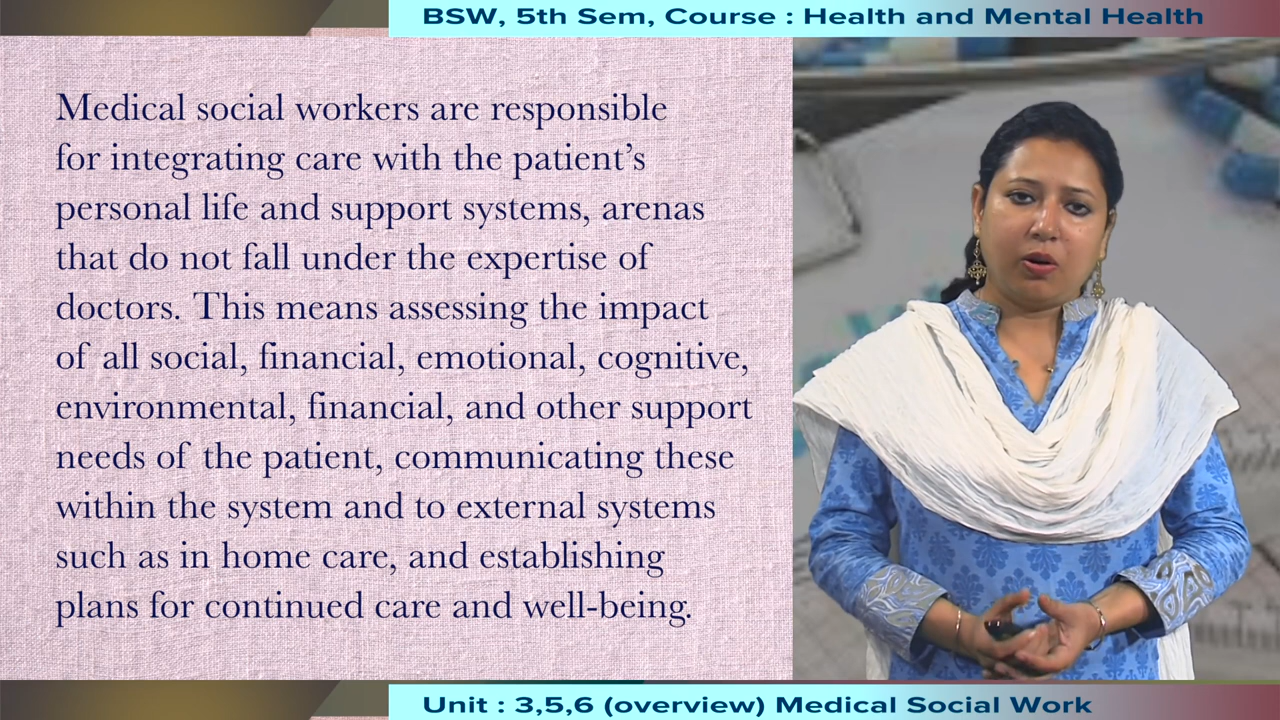 BSW, 5th Sem, Course : Health and Mental Health
Medical social workers are responsible
for integrating care with the patient’s
personal life and support systems, arenas
that do not fall under the expertise of
doctors. This means assessing the impact
of all social, financial, emotional, cognitive,
environmental, financial, and other support
needs of the patient, communicating these
within the system and to external systems
such as in home care, and establishing
plans for continued care and well-being.
Unit : 3,5,6 (overview) Medical Social Work